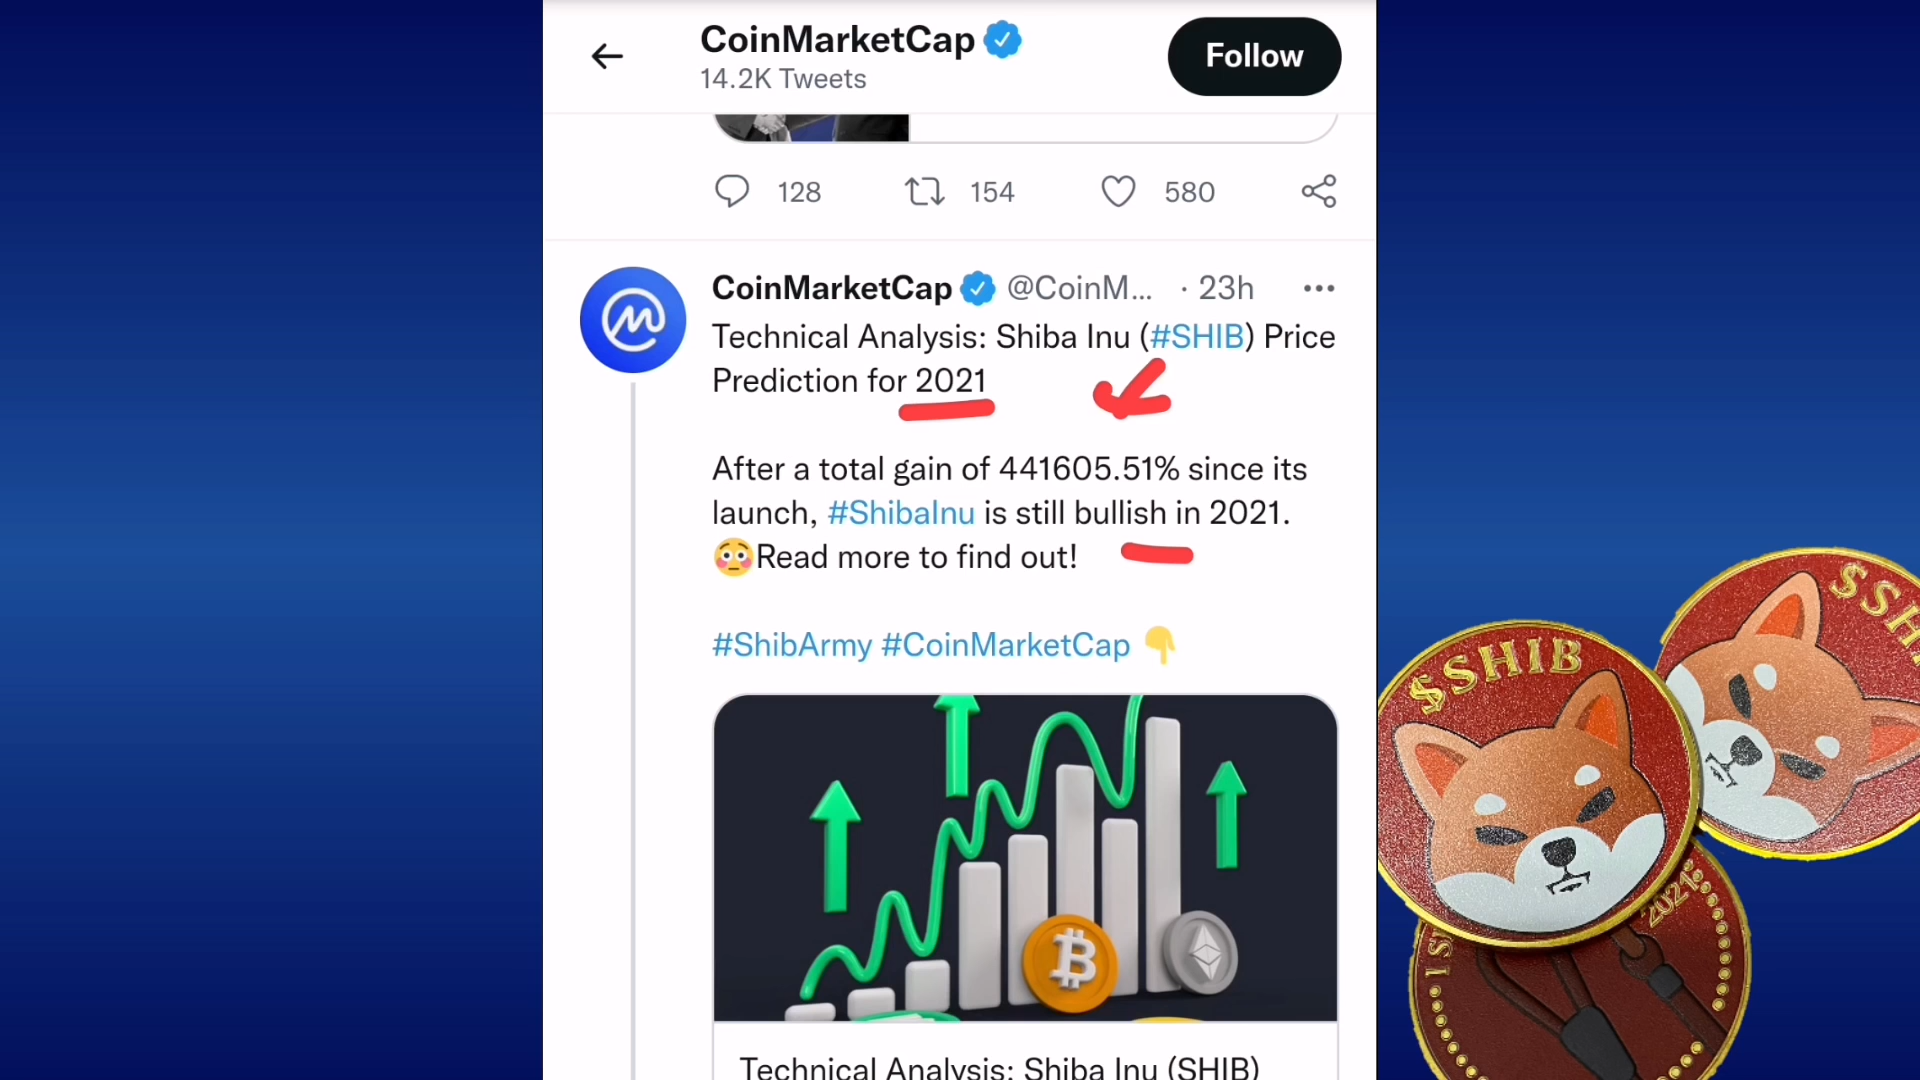 CoinMarketCap
14.2K Tweets
Follow
128
154
580
CoinMarketCap @CoinM... · 23h
Technical Analysis: Shiba Inu (#SHIB) Price
Prediction for 2021
After a total gain of 441605.51% since its
launch, #ShibaInu is still bullish in 2021.
😳Read more to find out!
#ShibArmy #CoinMarketCap 👇
Technical Analysis: Shiba Inu (SHIB)
$SHIB
2021